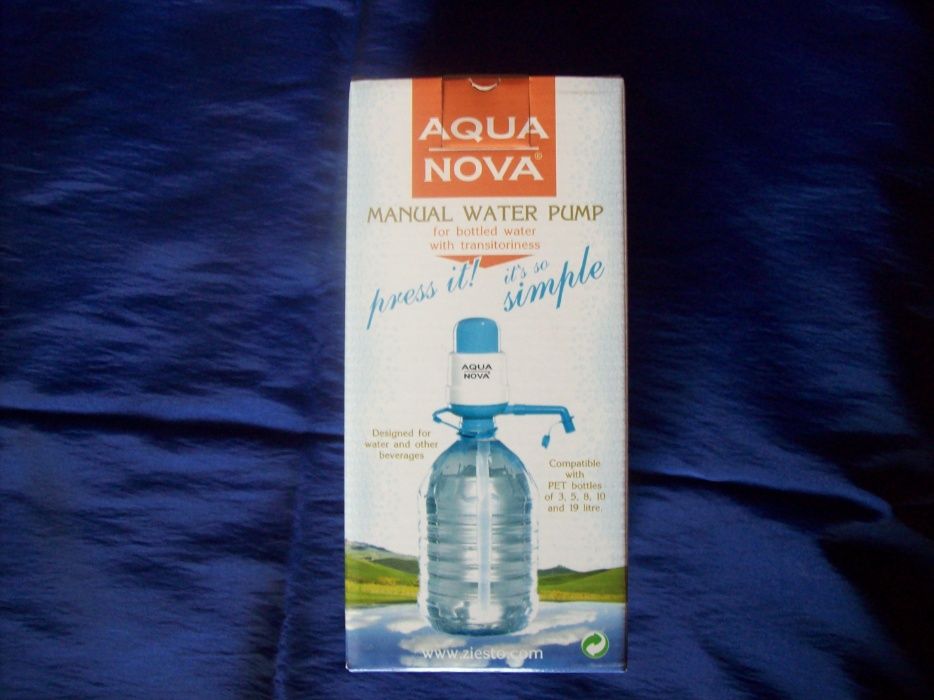 AQUA
NOVA®
MANUAL WATER PUMP
for bottled water
with transitoriness
press it!
it's so
simple
AQUA
NOVA
Designed for
water and other
beverages
Compatible
with
PET bottles
of 3, 5, 8, 10
and 19 litre.
www.ziesto.com